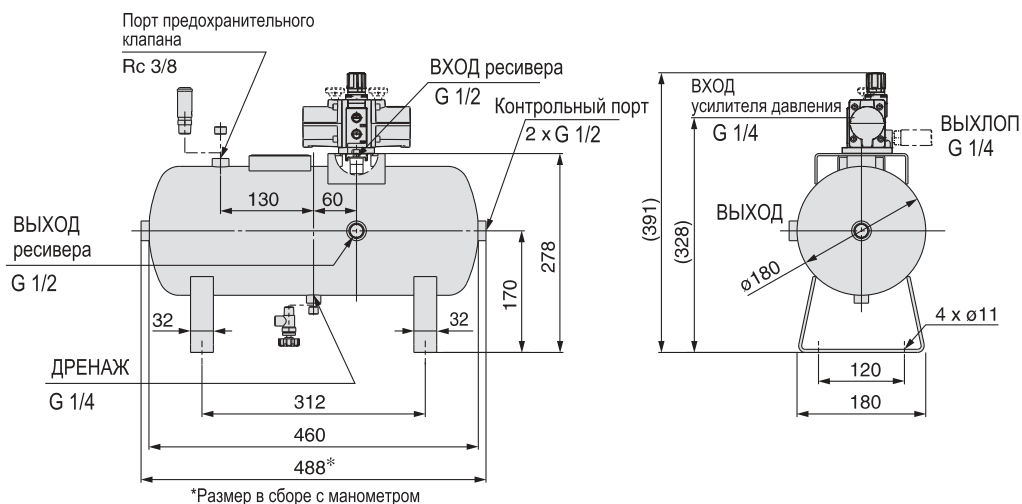 Порт предохранительного
клапана
Rc 3/8
ВХОД ресивера
G 1/2
Контрольный порт
2 x G 1/2
130
60
ВЫХОД
ресивера
G 1/2
278
170
32
32
ДРЕНАЖ
G 1/4
312
460
488*
*Размер в сборе с манометром
ВХОД
усилителя давления
G 1/4
ВЫХЛОП
G 1/4
(391)
(328)
ВЫХОД
ø180
4 x ø11
120
180